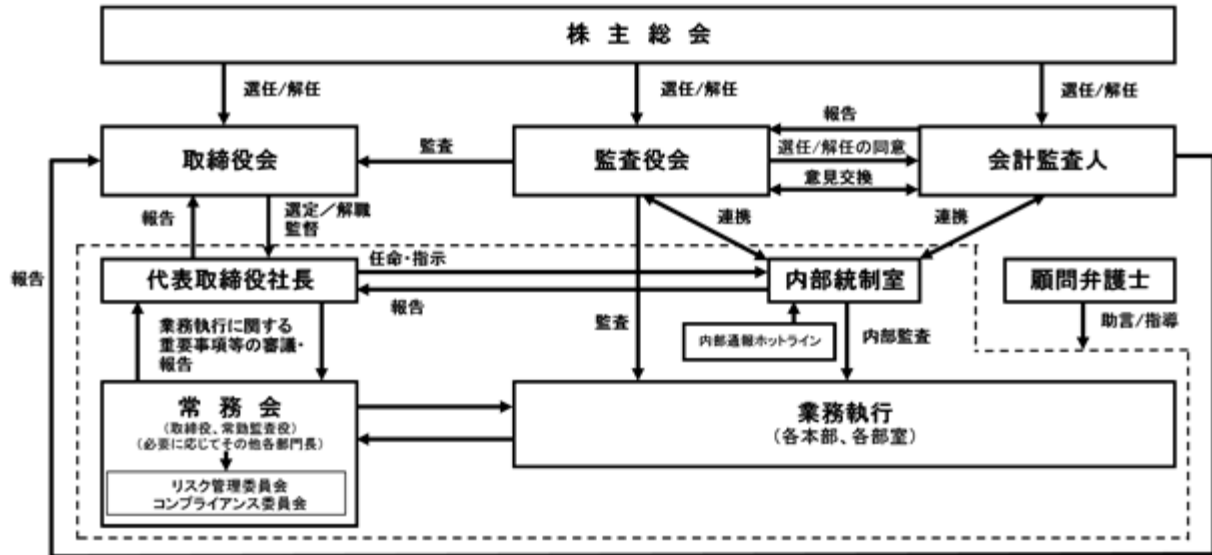 株主総会
選任/解任
選任/解任
選任/解任
取締役会
監査
監査役会
報告
選任/解任の同意
意見交換
会計監査人
報告
選定／解職
監督
連携
連携
報告
代表取締役社長
任命・指示
報告
内部統制室
顧問弁護士
助言/指導
業務執行に関する
重要事項等の審議・
報告
監査
内部通報ホットライン
内部監査
常務会
(取締役、常勤監査役)
(必要に応じてその他各部門長)
リスク管理委員会
コンプライアンス委員会
業務執行
(各本部、各部室)